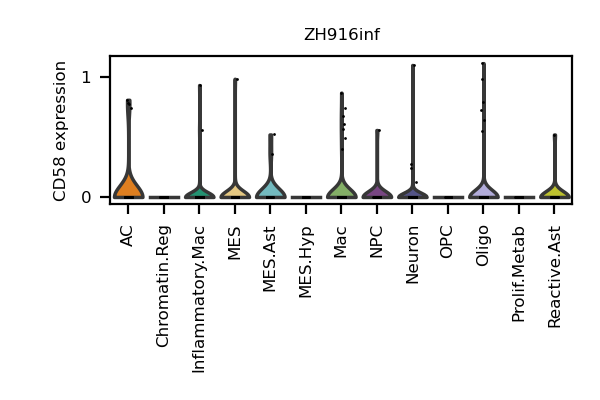 ZH916inf
CD58 expression
1
0
AC
Chromatin.Reg
Inflammatory.Mac
MES
MES.Ast
MES.Hyp
Mac
NPC
Neuron
OPC
Oligo
Prolif.Metab
Reactive.Ast